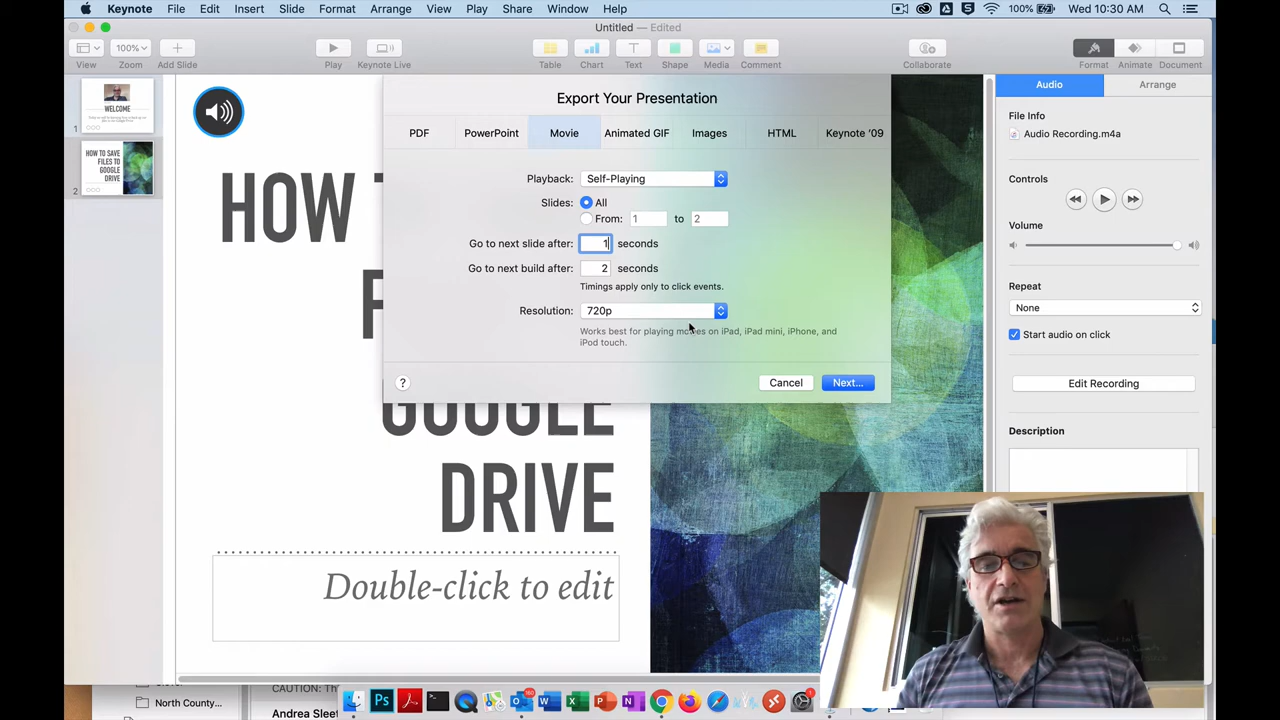 Keynote File Edit Insert Slide Format Arrange View Play Share Window Help 100% Wed 10:30 AM
Untitled — Edited
100%
View Zoom Add Slide Play Keynote Live Table Chart Text Shape Media Comment Collaborate Format Animate Document
Export Your Presentation
PDF PowerPoint Movie Animated GIF Images HTML Keynote '09
Playback: Self-Playing
Slides: All
From: 1 to 2
Go to next slide after: 1 seconds
Go to next build after: 2 seconds
Timings apply only to click events.
Resolution: 720p
Works best for playing movies on iPad, iPad mini, iPhone, and
iPod touch.
? Cancel Next...
WELCOME
1
HOW TO SAVE
FILES TO
GOOGLE
DRIVE
2
HOW T
F
GOOGLE
DRIVE
Double-click to edit
Audio Arrange
File Info
Audio Recording.m4a
Controls
Volume
Repeat
None
Start audio on click
Edit Recording
Description
North County...
CAUTION: Th
Andrea Sleet
160